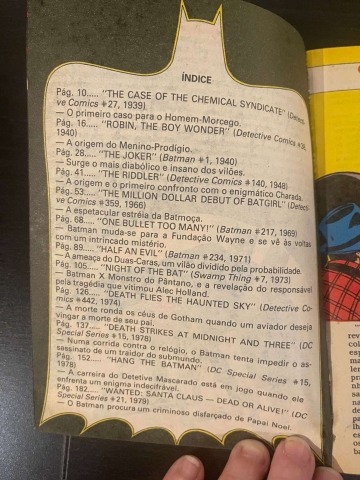 ÍNDICE
Pág. 10..... "THE CASE OF THE CHEMICAL SYNDICATE" (Detecti-
ve Comics #27, 1939).
— O primeiro caso para o Homem-Morcego.
Pág. 16..... "ROBIN, THE BOY WONDER" (Detective Comics #38,
1940)
— A origem do Menino-Prodígio.
Pág. 28..... "THE JOKER" (Batman #1, 1940)
— Surge o mais diabólico e insano dos vilões.
Pág. 41..... "THE RIDDLER" (Detective Comics #140, 1948)
— A origem e o primeiro confronto com o enigmático Charada.
Pág. 53..... "THE MILLION DOLLAR DEBUT OF BATGIRL" (Detecti-
ve Comics #359, 1966)
— A espetacular estréia da Batmoça.
Pág. 68..... "ONE BULLET TOO MANY!" (Batman #217, 1969)
— Batman muda-se para a Fundação Wayne e se vê às voltas
com um intrincado mistério.
Pág. 89..... "HALF AN EVIL" (Batman #234, 1971)
— A ameaça do Duas-Caras, um vilão dividido pela probabilidade.
Pág. 105..... "NIGHT OF THE BAT" (Swamp Thing #7, 1973)
— Batman X Monstro do Pântano, e a revelação do responsável
pela tragédia que vitimou Alec Holland.
Pág. 126..... "DEATH FLIES THE HAUNTED SKY" (Detective Co-
mics #442, 1974)
— A morte ronda os céus de Gotham quando um aviador deseja
vingar a morte de seu pai.
Pág. 137..... "DEATH STRIKES AT MIDNIGHT AND THREE" (DC
Special Series #15, 1978)
— Numa corrida contra o relógio, o Batman tenta impedir o as-
sassinato de um traidor do submundo.
Pág. 152..... "HANG THE BATMAN" (DC Special Series #15,
1978)
— A carreira do Detetive Mascarado está em jogo quando ele
enfrenta um enigma indecifrável.
Pág. 182..... "WANTED: SANTA CLAUS — DEAD OR ALIVE!" (DC
Special Series #21, 1979)
— O Batman procura um criminoso disfarçado de Papai Noel.